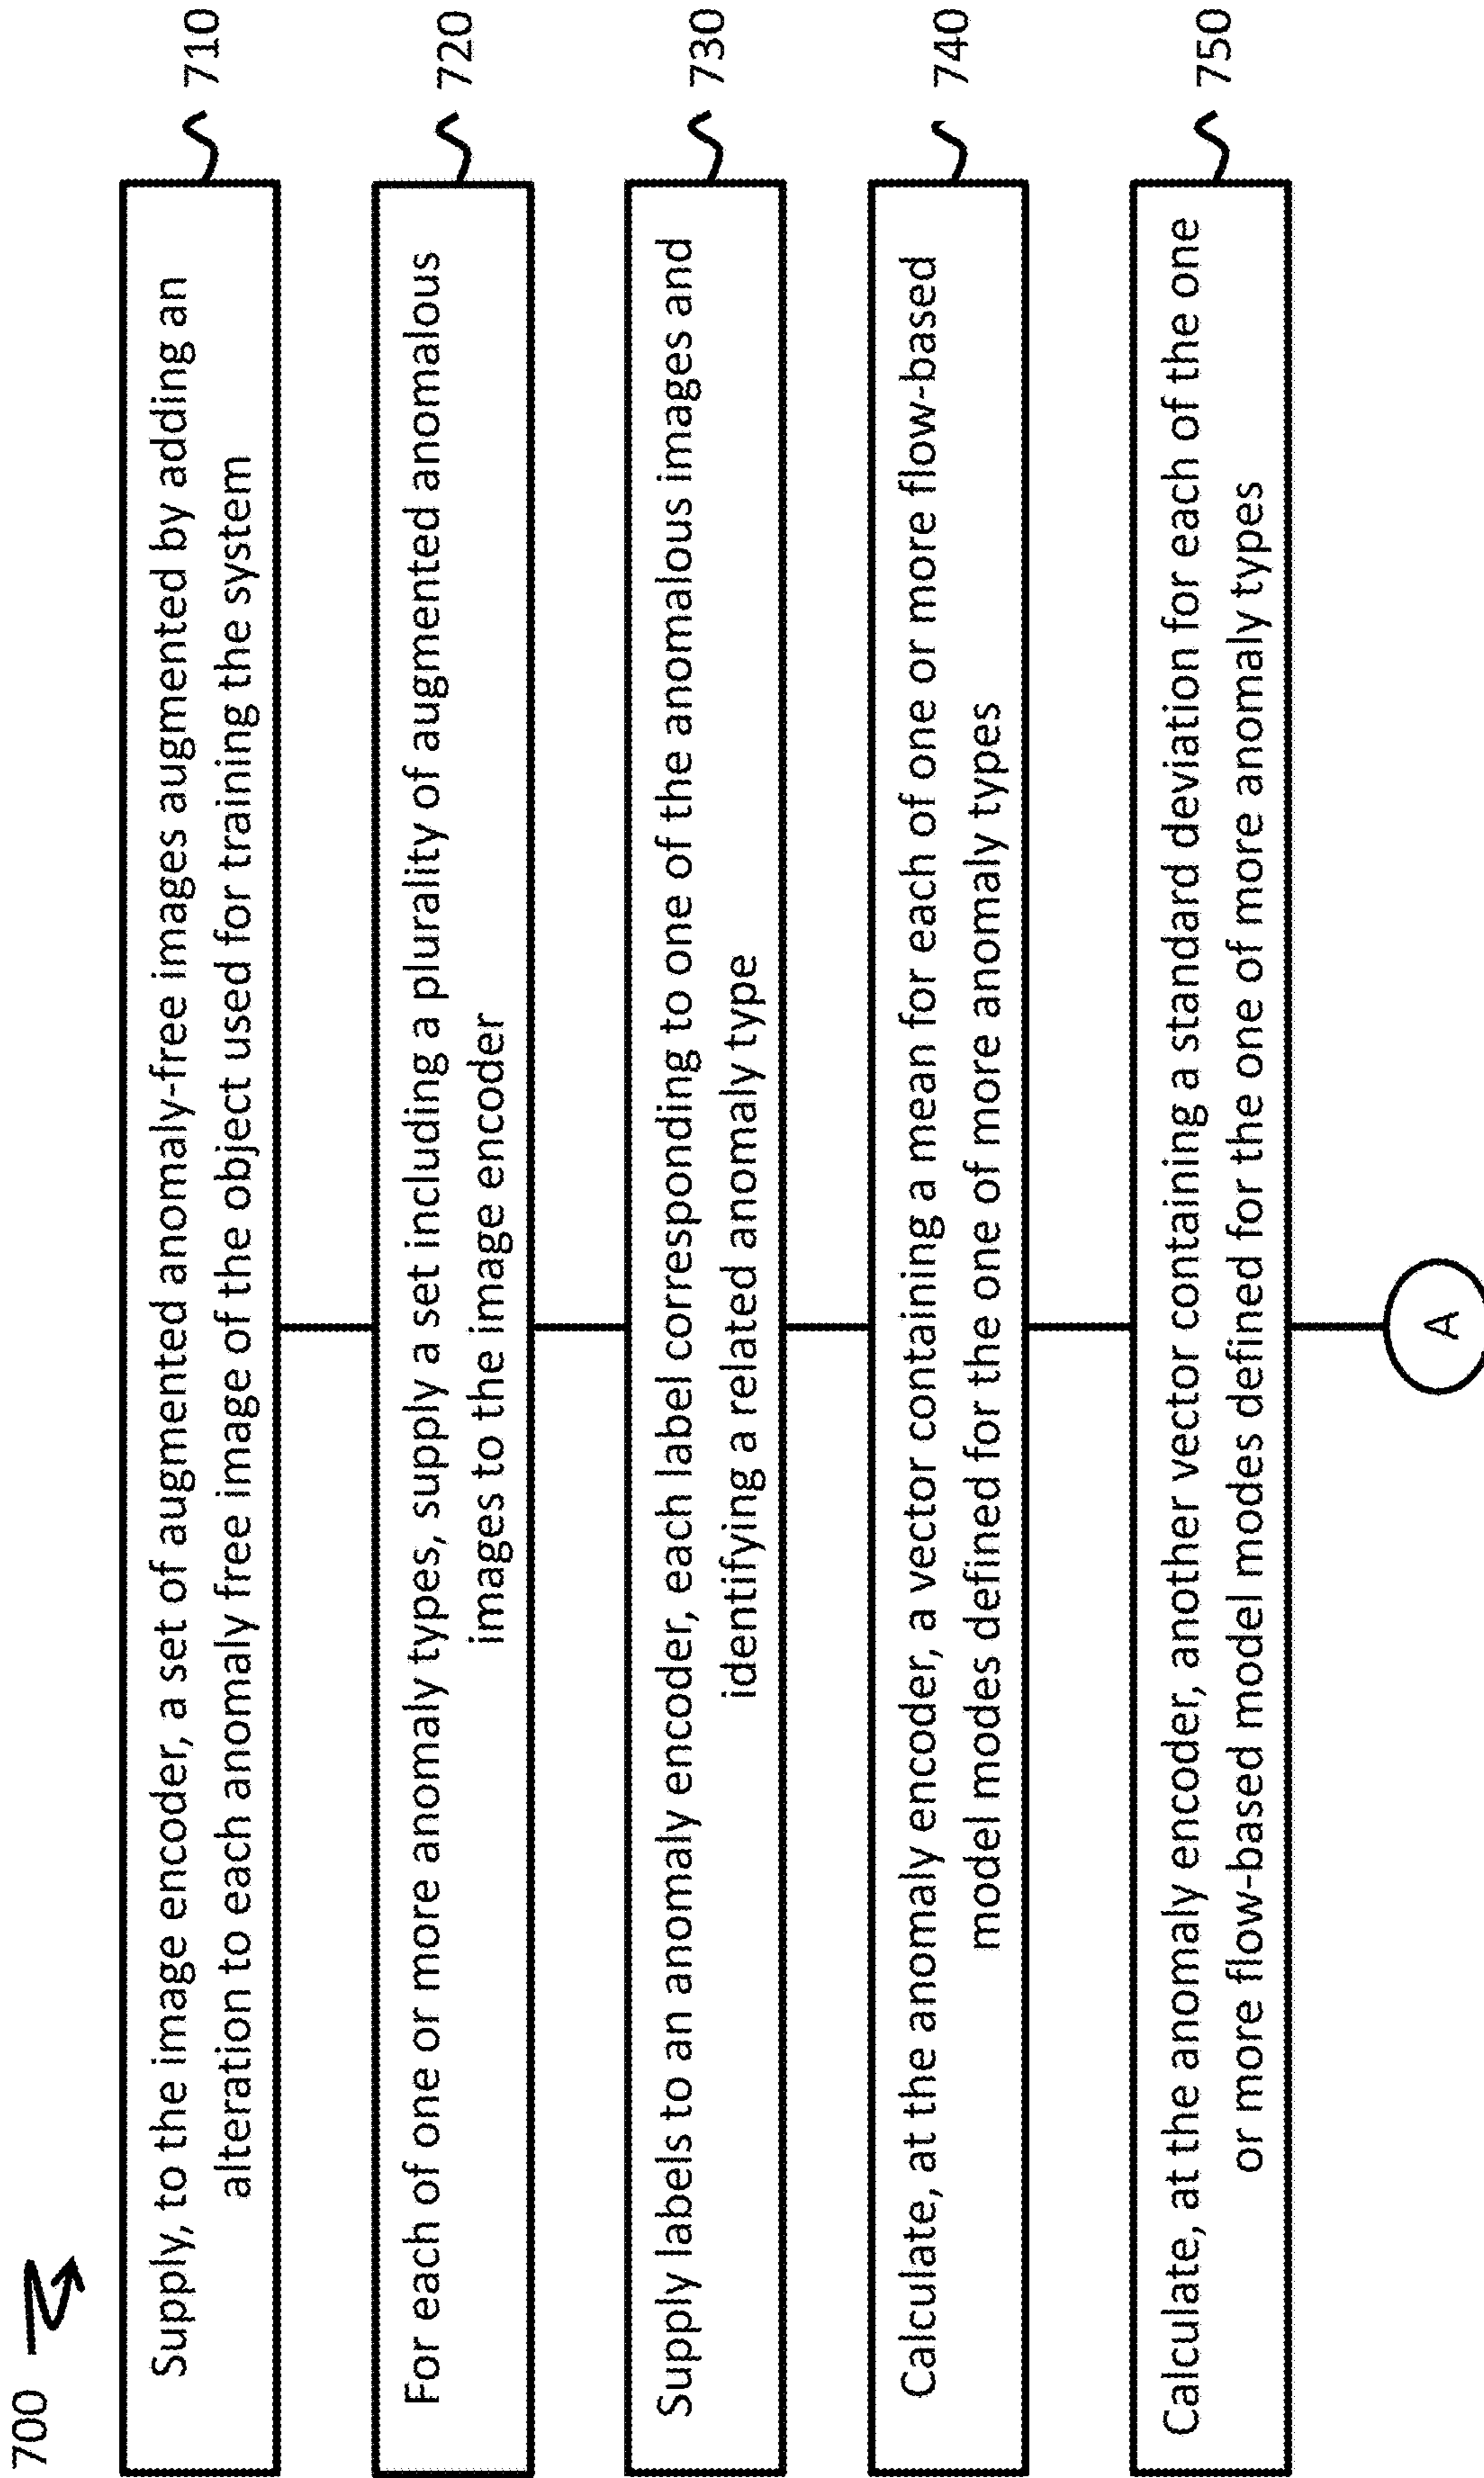 700
Supply, to the image encoder, a set of augmented anomaly-free images augmented by adding an
alteration to each anomaly free image of the object used for training the system
710
For each of one or more anomaly types, supply a set including a plurality of augmented anomalous
images to the image encoder
720
Supply labels to an anomaly encoder, each label corresponding to one of the anomalous images and
identifying a related anomaly type
730
Calculate, at the anomaly encoder, a vector containing a mean for each of one or more flow-based
model modes defined for the one of more anomaly types
740
Calculate, at the anomaly encoder, another vector containing a standard deviation for each of the one
or more flow-based model modes defined for the one of more anomaly types
750
A